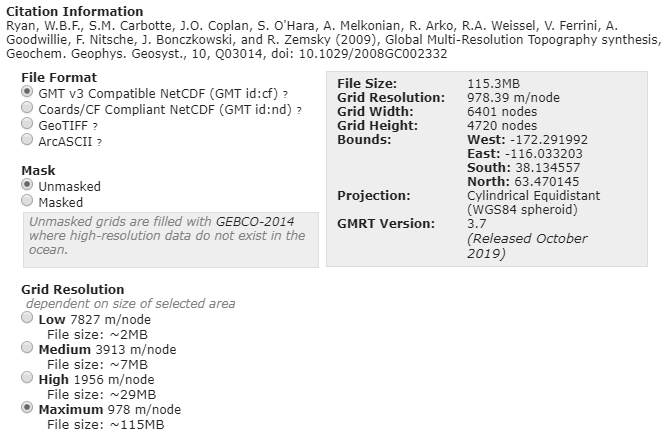 Citation Information
Ryan, W.B.F., S.M. Carbotte, J.O. Coplan, S. O'Hara, A. Melkonian, R. Arko, R.A. Weissel, V. Ferrini, A.
Goodwillie, F. Nitsche, J. Bonczkowski, and R. Zemsky (2009), Global Multi-Resolution Topography synthesis,
Geochem. Geophys. Geosyst., 10, Q03014, doi: 10.1029/2008GC002332
File Format
GMT v3 Compatible NetCDF (GMT id:cf) ?
Coards/CF Compliant NetCDF (GMT id:nd) ?
GeoTIFF ?
ArcASCII ?
Mask
Unmasked
Masked
Unmasked grids are filled with GEBCO-2014
where high-resolution data do not exist in the
ocean.
File Size: 115.3MB
Grid Resolution: 978.39 m/node
Grid Width: 6401 nodes
Grid Height: 4720 nodes
Bounds: West: -172.291992
East: -116.033203
South: 38.134557
North: 63.470145
Projection: Cylindrical Equidistant
(WGS84 spheroid)
GMRT Version: 3.7
(Released October
2019)
Grid Resolution
dependent on size of selected area
Low 7827 m/node
File size: ~2MB
Medium 3913 m/node
File size: ~7MB
High 1956 m/node
File size: ~29MB
Maximum 978 m/node
File size: ~115MB